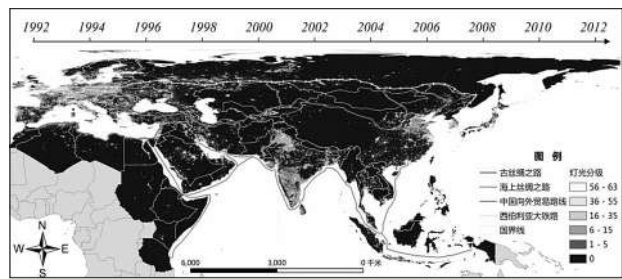 1992 1994 1996 1998 2000 2002 2004 2006 2008 2010 2012
图 例
古丝绸之路 灯光分级
海上丝绸之路 56 - 63
中国向外贸易路线 36 - 55
西伯利亚大铁路 16 - 35
国界线 6 - 15
1 - 5
0
N
W E
S
6,000 3,000 0 千米